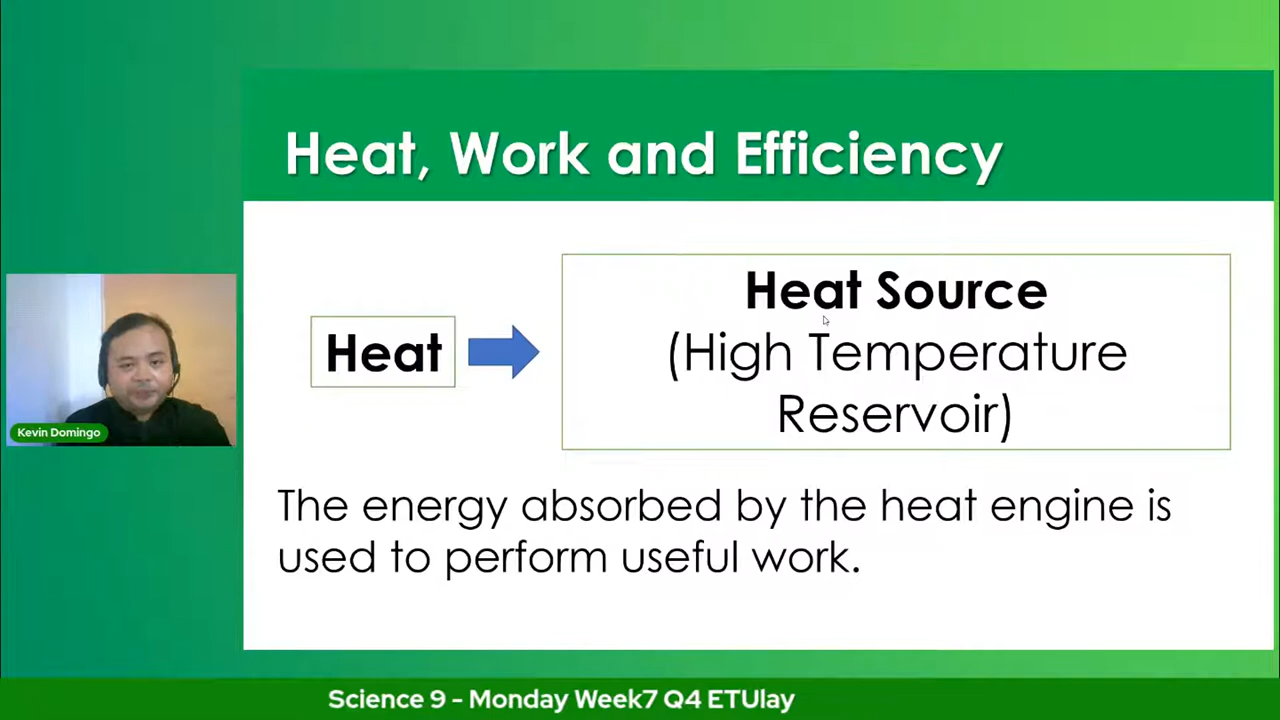 Heat, Work and Efficiency
Heat
Heat Source
(High Temperature
Reservoir)
Kevin Domingo
The energy absorbed by the heat engine is
used to perform useful work.
Science 9 - Monday Week7 Q4 ETUlay